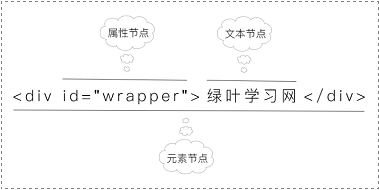 属性节点 文本节点
<div id="wrapper"> 绿叶学习网 </div>
元素节点